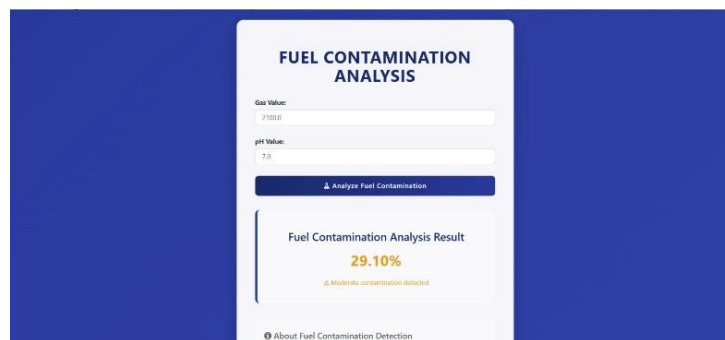 FUEL CONTAMINATION
ANALYSIS
Gas Value:
2100.0
pH Value:
7.0
Analyze Fuel Contamination
Fuel Contamination Analysis Result
29.10%
Moderate contamination detected
About Fuel Contamination Detection